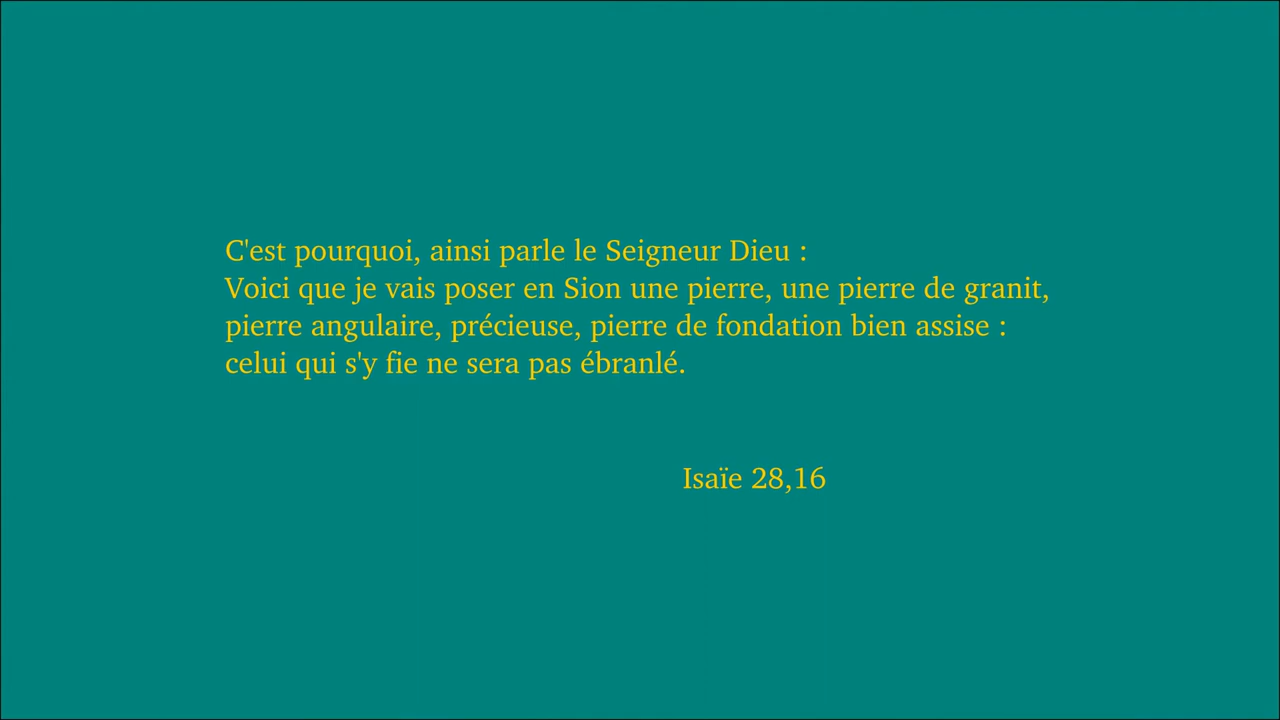 C'est pourquoi, ainsi parle le Seigneur Dieu :
Voici que je vais poser en Sion une pierre, une pierre de granit,
pierre angulaire, précieuse, pierre de fondation bien assise :
celui qui s'y fie ne sera pas ébranlé.
Isaïe 28,16